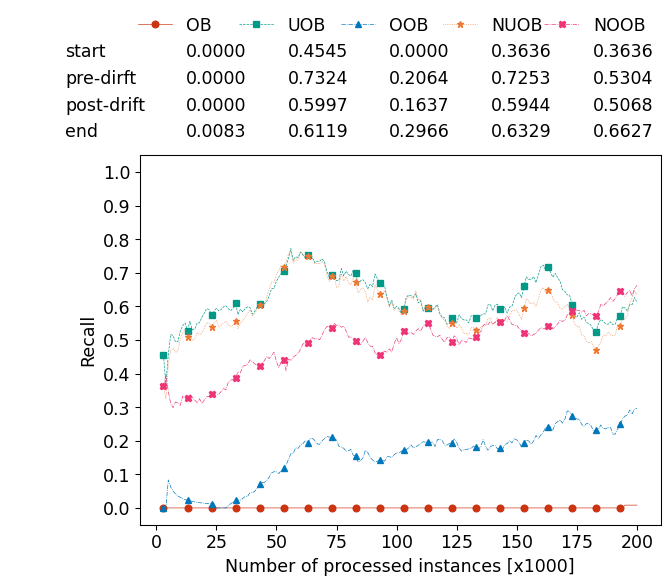 OB UOB OOB NUOB NOOB
start 0.0000 0.4545 0.0000 0.3636 0.3636
pre-dirft 0.0000 0.7324 0.2064 0.7253 0.5304
post-drift 0.0000 0.5997 0.1637 0.5944 0.5068
end 0.0083 0.6119 0.2966 0.6329 0.6627
1.0
0.9
0.8
0.7
0.6
0.5
0.4
0.3
0.2
0.1
0.0
Recall
0 25 50 75 100 125 150 175 200
Number of processed instances [x1000]